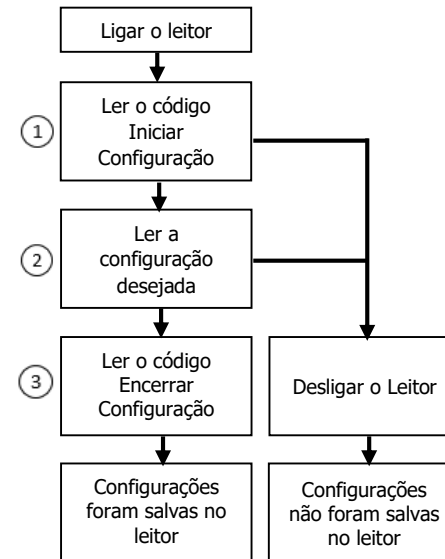 Ligar o leitor
1
Ler o código
Iniciar
Configuração
2
Ler a
configuração
desejada
3
Ler o código
Encerrar
Configuração
Desligar o Leitor
Configurações
foram salvas no
leitor
Configurações
não foram salvas
no leitor